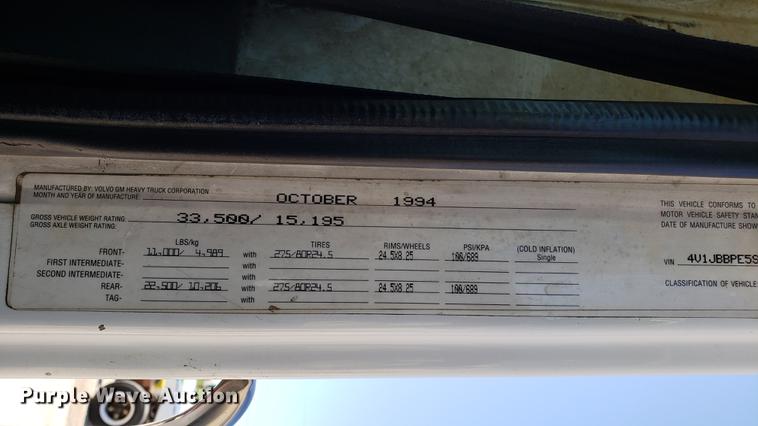 MANUFACTURED BY: VOLVO GM HEAVY TRUCK CORPORATION
MONTH AND YEAR OF MANUFACTURE: OCTOBER 1994
GROSS VEHICLE WEIGHT RATING: 33,500/ 15,195
GROSS AXLE WEIGHT RATING:
LBS/kg TIRES RIMS/WHEELS PSI/KPA (COLD INFLATION)
FRONT- 11,000/ 4,989 with 275/80R24.5 24.5X8.25 100/689 Single
FIRST INTERMEDIATE- with
SECOND INTERMEDIATE- with
REAR- 22,500/ 10,206 with 275/80R24.5 24.5X8.25 100/689
TAG- with
THIS VEHICLE CONFORMS TO
MOTOR VEHICLE SAFETY STAN
DATE OF MANUFACTURE SHOW
VIN 4V1JBBPE5S
CLASSIFICATION OF VEHICLE:
Purple Wave Auction